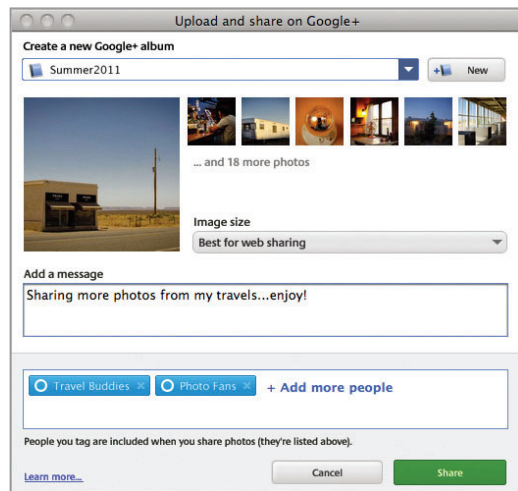 Upload and share on Google+
Create a new Google+ album
Summer2011
New
... and 18 more photos
Image size
Best for web sharing
Add a message
Sharing more photos from my travels...enjoy!
Travel Buddies × Photo Fans × + Add more people
People you tag are included when you share photos (they're listed above).
Learn more... Cancel Share